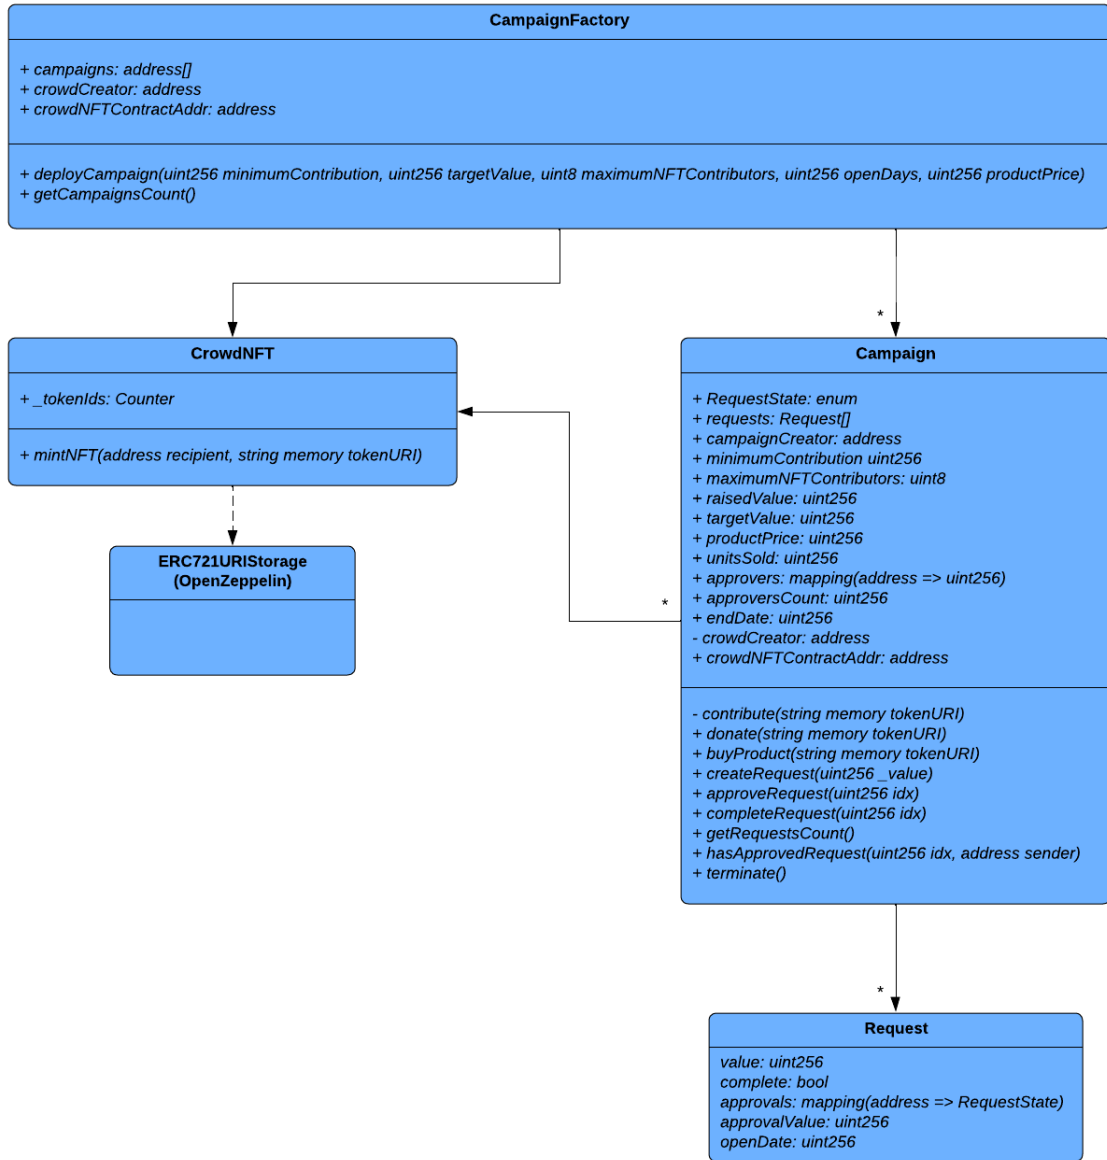 CampaignFactory
+ campaigns: address[]
+ crowdCreator: address
+ crowdNFTContractAddr: address
+ deployCampaign(uint256 minimumContribution, uint256 targetValue, uint8 maximumNFTContributors, uint256 openDays, uint256 productPrice)
+ getCampaignsCount()
*
CrowdNFT
+ _tokenIds: Counter
+ mintNFT(address recipient, string memory tokenURI)
ERC721URIStorage
(OpenZeppelin)
*
Campaign
+ RequestState: enum
+ requests: Request[]
+ campaignCreator: address
+ minimumContribution uint256
+ maximumNFTContributors: uint8
+ raisedValue: uint256
+ targetValue: uint256
+ productPrice: uint256
+ unitsSold: uint256
+ approvers: mapping(address => uint256)
+ approversCount: uint256
+ endDate: uint256
- crowdCreator: address
+ crowdNFTContractAddr: address
- contribute(string memory tokenURI)
+ donate(string memory tokenURI)
+ buyProduct(string memory tokenURI)
+ createRequest(uint256 _value)
+ approveRequest(uint256 idx)
+ completeRequest(uint256 idx)
+ getRequestsCount()
+ hasApprovedRequest(uint256 idx, address sender)
+ terminate()
*
Request
value: uint256
complete: bool
approvals: mapping(address => RequestState)
approvalValue: uint256
openDate: uint256